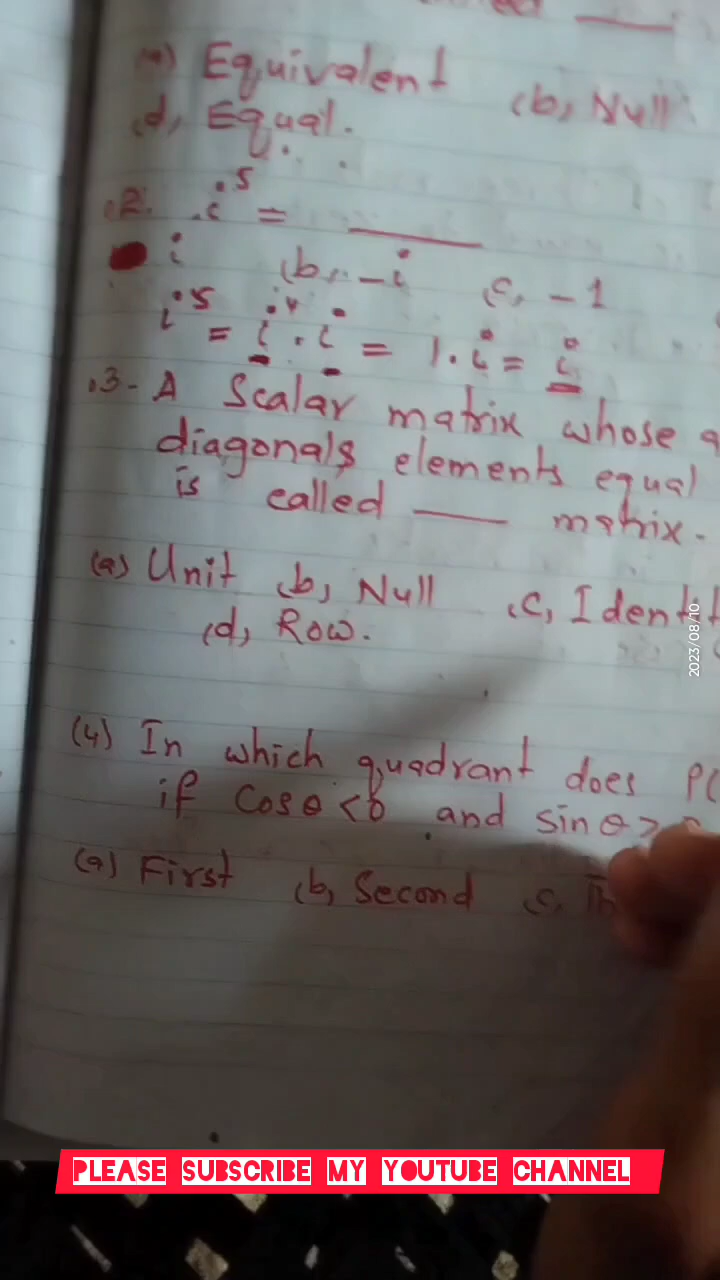 (a) Equivalent (b, Null
(d, Equal.
.2. i⁵ = ____
i (b, -i c, -1
i⁵ = i⁴ . i = 1. i = i
.3- A Scalar matrix whose
diagonals elements equal
is called ____ matrix.
(a) Unit (b, Null (c, Identit
(d, Row.
2023/08/10
(4) In which quadrant does P(
if Cosθ <0 and sinθ >
(a) First (b, Second (c, Th
PLEASE SUBSCRIBE MY YOUTUBE CHANNEL